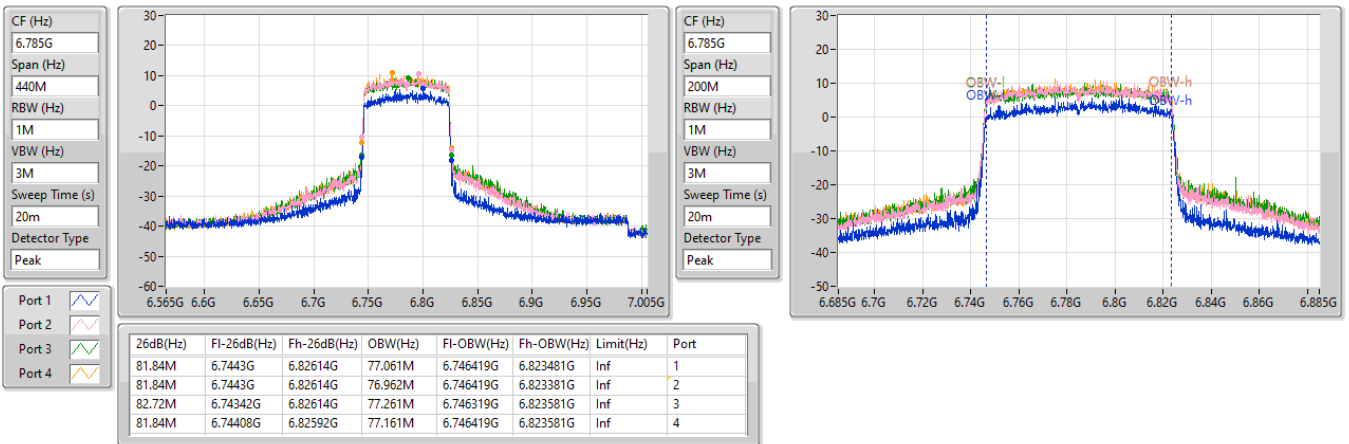 CF (Hz)
6.785G
Span (Hz)
440M
RBW (Hz)
1M
VBW (Hz)
3M
Sweep Time (s)
20m
Detector Type
Peak
30
20
10
0
-10
-20
-30
-40
-50
-60
6.565G 6.6G 6.65G 6.7G 6.75G 6.8G 6.85G 6.9G 6.95G 7.005G
CF (Hz)
6.785G
Span (Hz)
200M
RBW (Hz)
1M
VBW (Hz)
3M
Sweep Time (s)
20m
Detector Type
Peak
30
20
10
0
-10
-20
-30
-40
-50
OBW-l OBW-h
OBW-l OBW-h
6.685G 6.7G 6.72G 6.74G 6.76G 6.78G 6.8G 6.82G 6.84G 6.86G 6.885G
Port 1
Port 2
Port 3
Port 4
26dB(Hz) Fl-26dB(Hz) Fh-26dB(Hz) OBW(Hz) Fl-OBW(Hz) Fh-OBW(Hz) Limit(Hz) Port
81.84M 6.7443G 6.82614G 77.061M 6.746419G 6.823481G Inf 1
81.84M 6.7443G 6.82614G 76.962M 6.746419G 6.823381G Inf 2
82.72M 6.74342G 6.82614G 77.261M 6.746319G 6.823581G Inf 3
81.84M 6.74408G 6.82592G 77.161M 6.746419G 6.823581G Inf 4